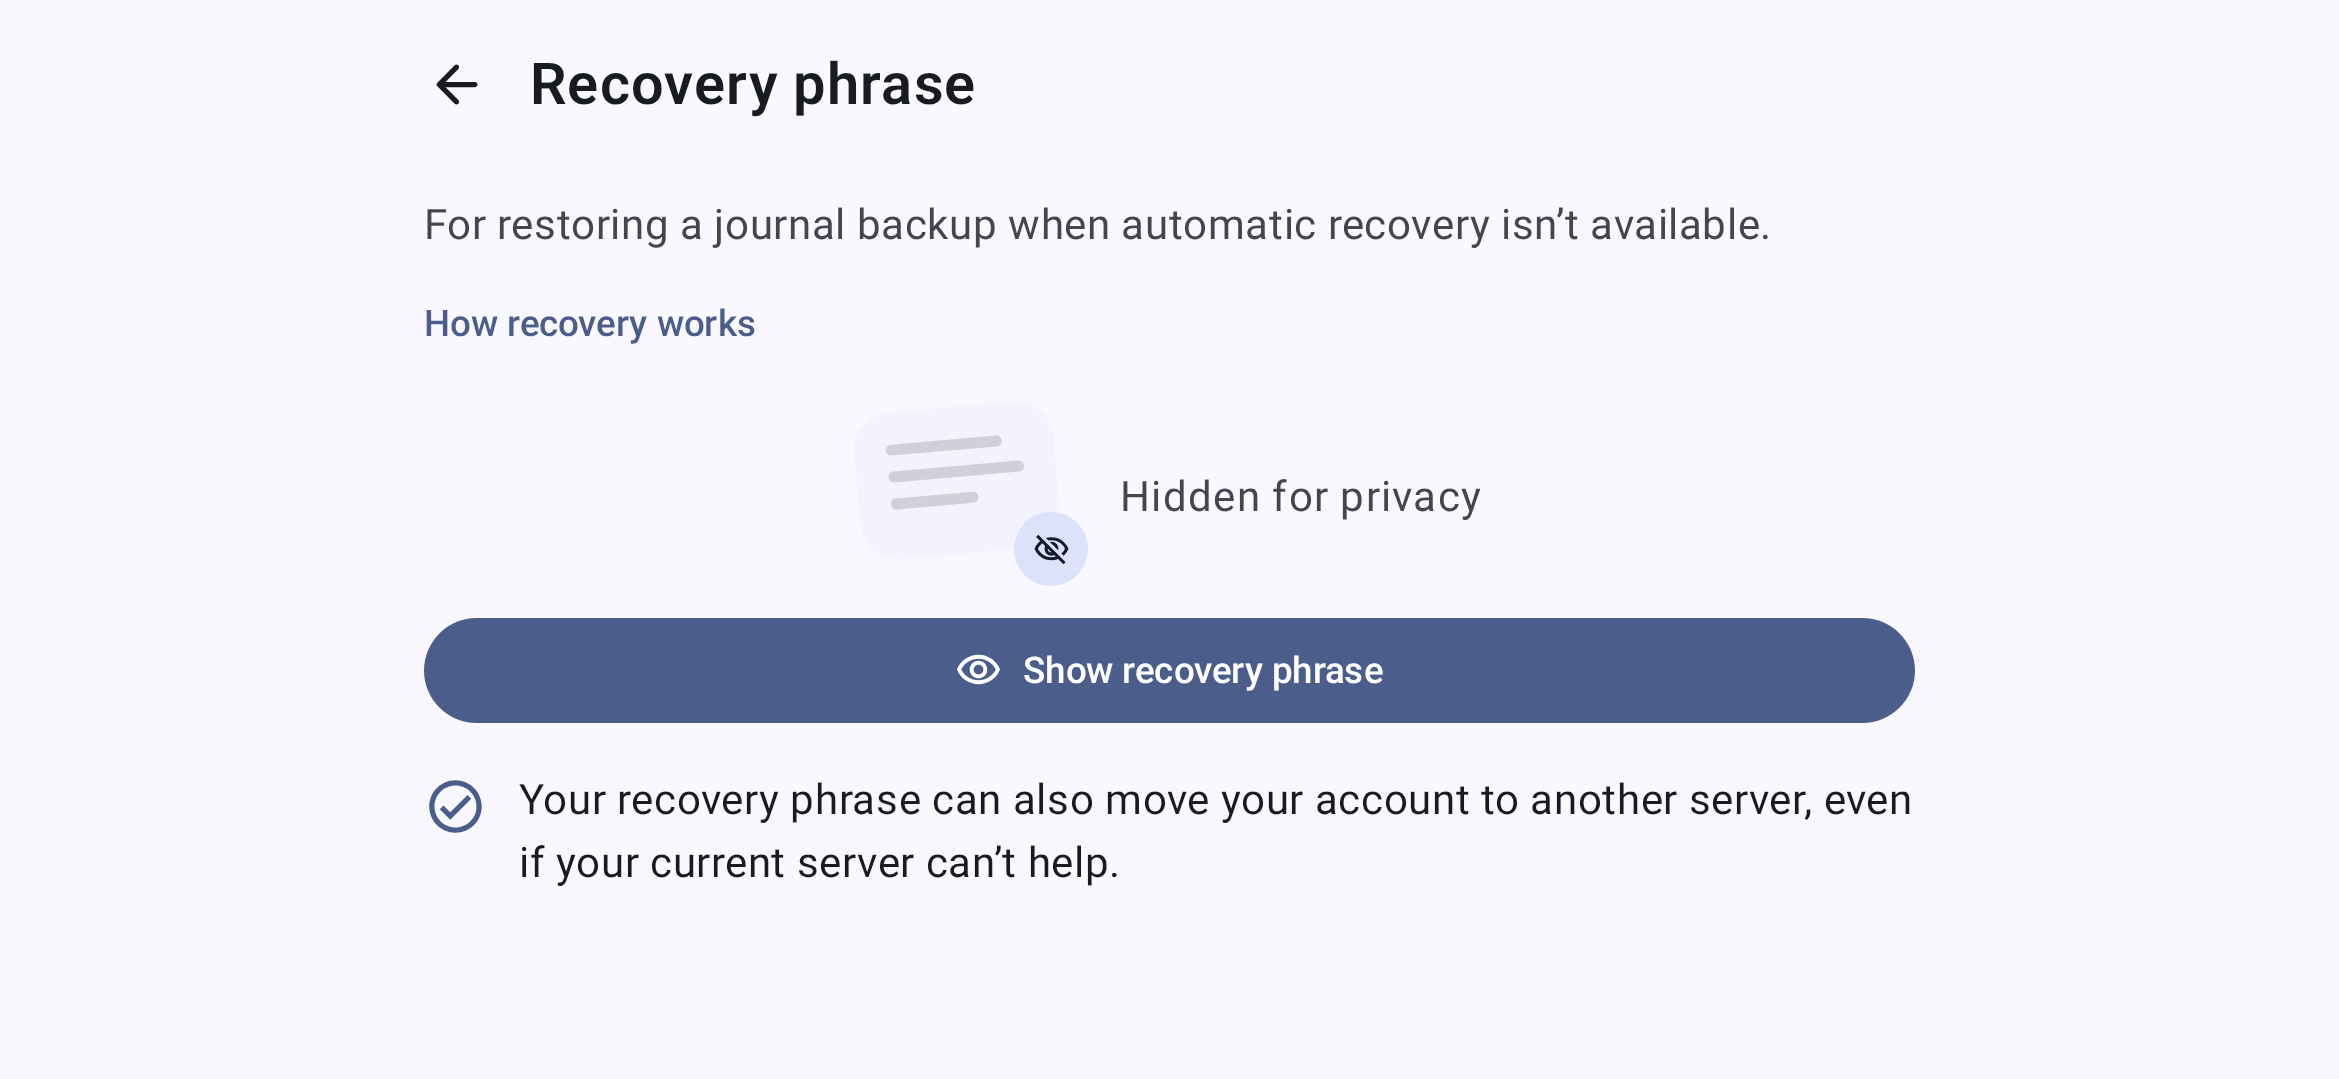 Recovery phrase
For restoring a journal backup when automatic recovery isn’t available.
How recovery works
Hidden for privacy
Show recovery phrase
Your recovery phrase can also move your account to another server, even
if your current server can’t help.